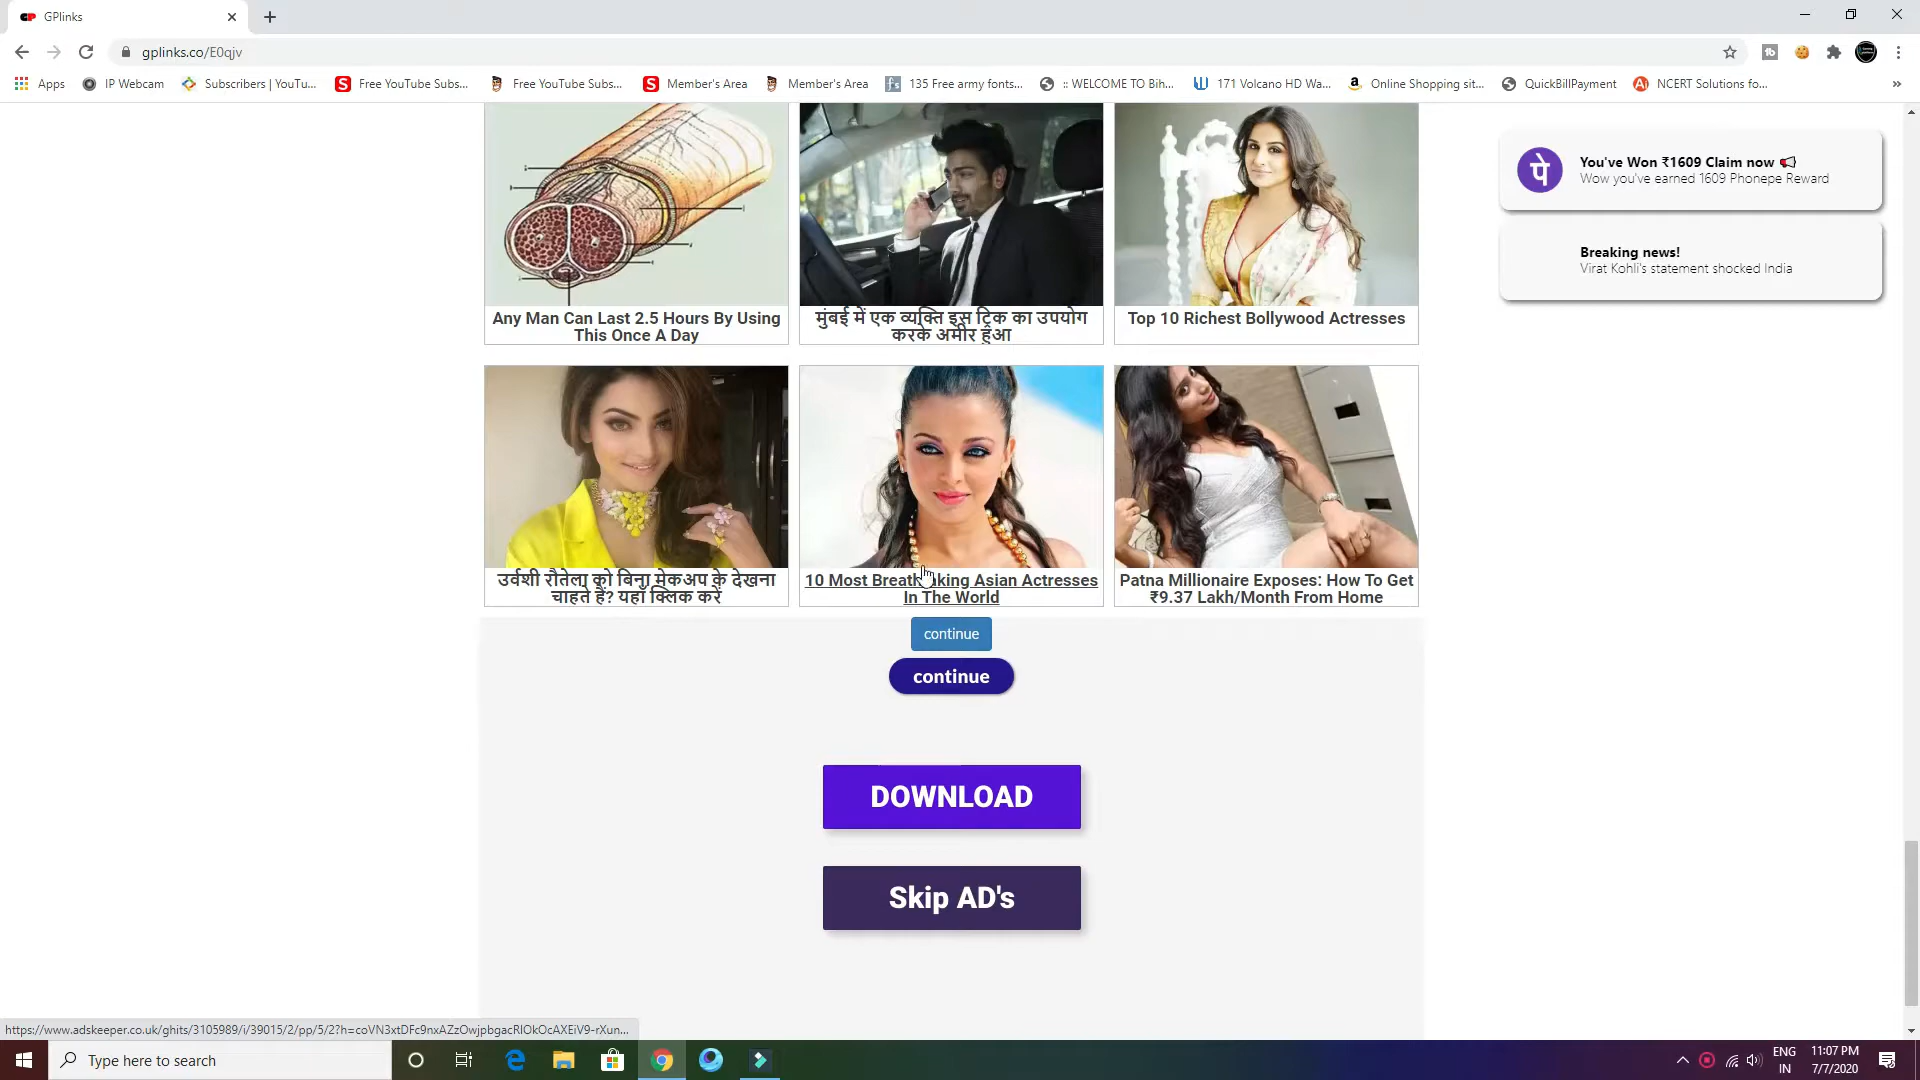 GPlinks
gplinks.co/E0qjv
Apps
IP Webcam
Subscribers | YouTu...
Free YouTube Subs...
Free YouTube Subs...
Member's Area
Member's Area
135 Free army fonts...
:: WELCOME TO Bih...
171 Volcano HD Wa...
Online Shopping sit...
QuickBillPayment
NCERT Solutions fo...
»
You've Won ₹1609 Claim now
Wow you've earned 1609 Phonepe Reward
Breaking news!
Virat Kohli's statement shocked India
Any Man Can Last 2.5 Hours By Using
This Once A Day
मुंबई में एक व्यक्ति इस ट्रिक का उपयोग
करके अमीर हुआ
Top 10 Richest Bollywood Actresses
उर्वशी रौतेला को बिना मेकअप के देखना
चाहते हैं? यहाँ क्लिक करें
10 Most Breathtaking Asian Actresses
In The World
Patna Millionaire Exposes: How To Get
₹9.37 Lakh/Month From Home
continue
continue
DOWNLOAD
Skip AD's
Type here to search
ENG
IN
11:07 PM
7/7/2020